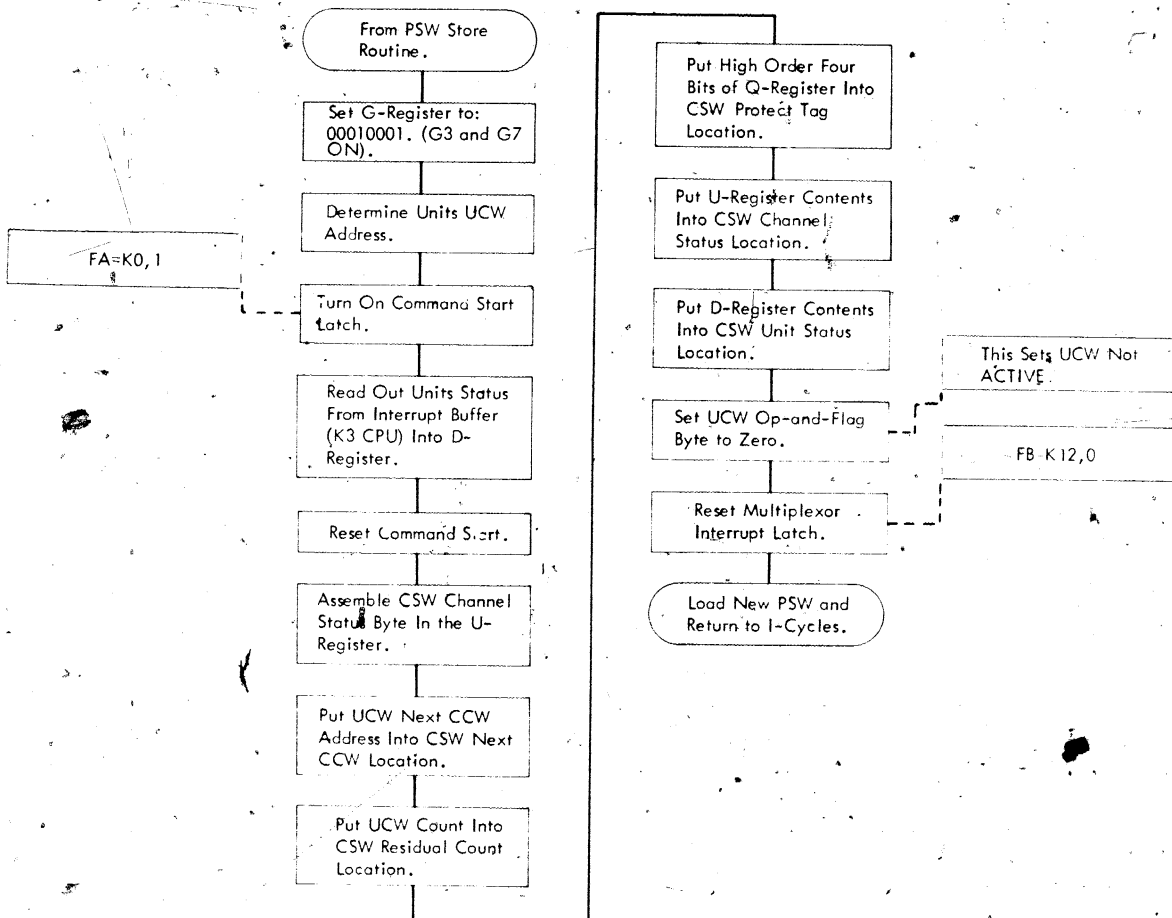 From PSW Store
Routine.
Set G-Register to:
00010001. (G3 and G7
ON).
Determine Units UCW
Address.
FA=K0,1
Turn On Command Start
Latch.
Read Out Units Status
From Interrupt Buffer
(K3 CPU) Into D-
Register.
Reset Command Start.
Assemble CSW Channel
Status Byte In the U-
Register.
Put UCW Next CCW
Address Into CSW Next
CCW Location.
Put UCW Count Into
CSW Residual Count
Location.
Put High Order Four
Bits of Q-Register Into
CSW Protect Tag
Location.
Put U-Register Contents
Into CSW Channel
Status Location.
Put D-Register Contents
Into CSW Unit Status
Location.
This Sets UCW Not
ACTIVE.
Set UCW Op-and-Flag
Byte to Zero.
FB K12,0
Reset Multiplexor
Interrupt Latch.
Load New PSW and
Return to I-Cycles.